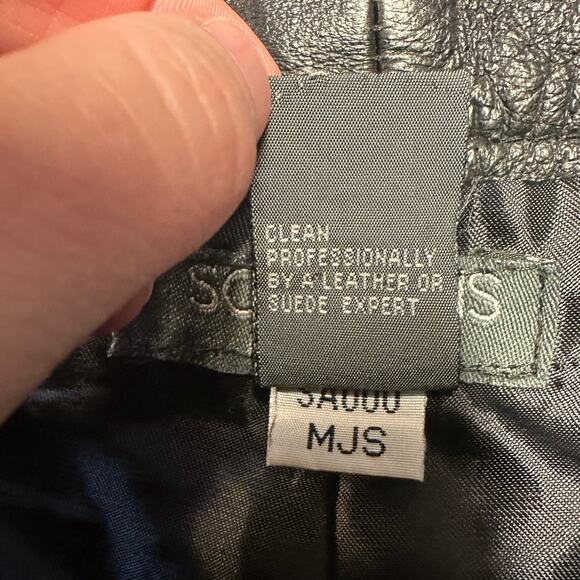 CLEAN
PROFESSIONALLY
BY A LEATHER OR
SUEDE EXPERT
MJS